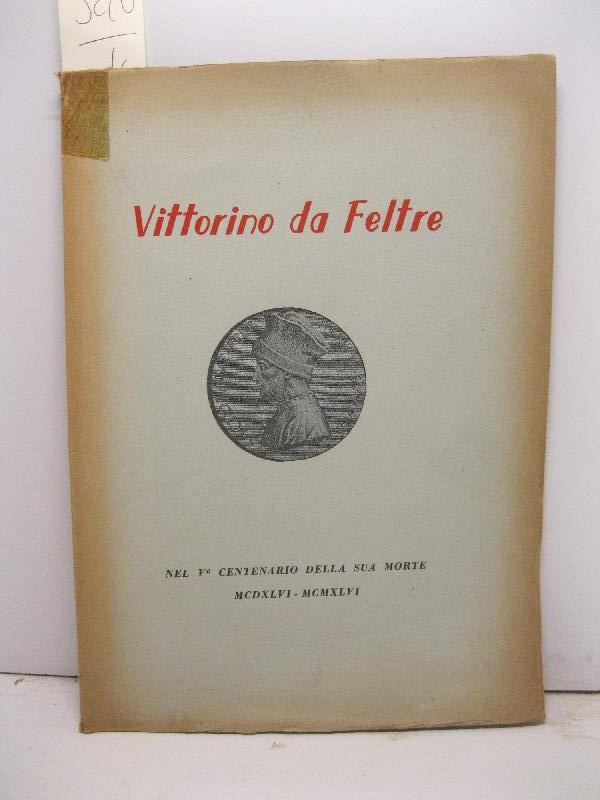 Vittorino da Feltre
NEL V° CENTENARIO DELLA SUA MORTE
MCDXLVI - MCMXLVI